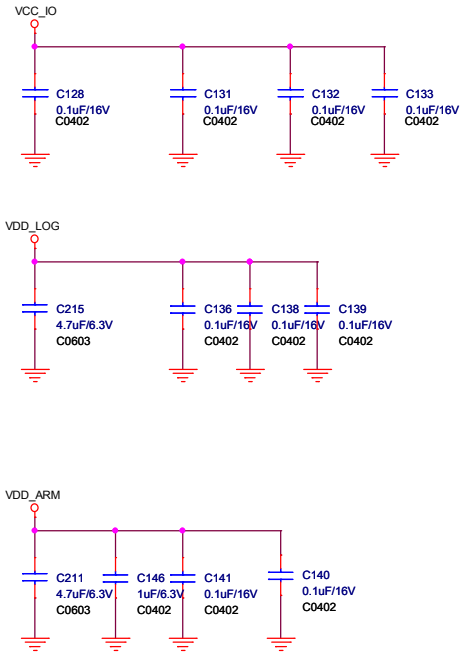 VCC_IO
C128 C131 C132 C133
0.1uF/16V 0.1uF/16V 0.1uF/16V 0.1uF/16V
C0402 C0402 C0402 C0402
VDD_LOG
C215 C136 C138 C139
4.7uF/6.3V 0.1uF/16V 0.1uF/16V 0.1uF/16V
C0603 C0402 C0402 C0402
VDD_ARM
C211 C146 C141 C140
4.7uF/6.3V 1uF/6.3V 0.1uF/16V 0.1uF/16V
C0603 C0402 C0402 C0402